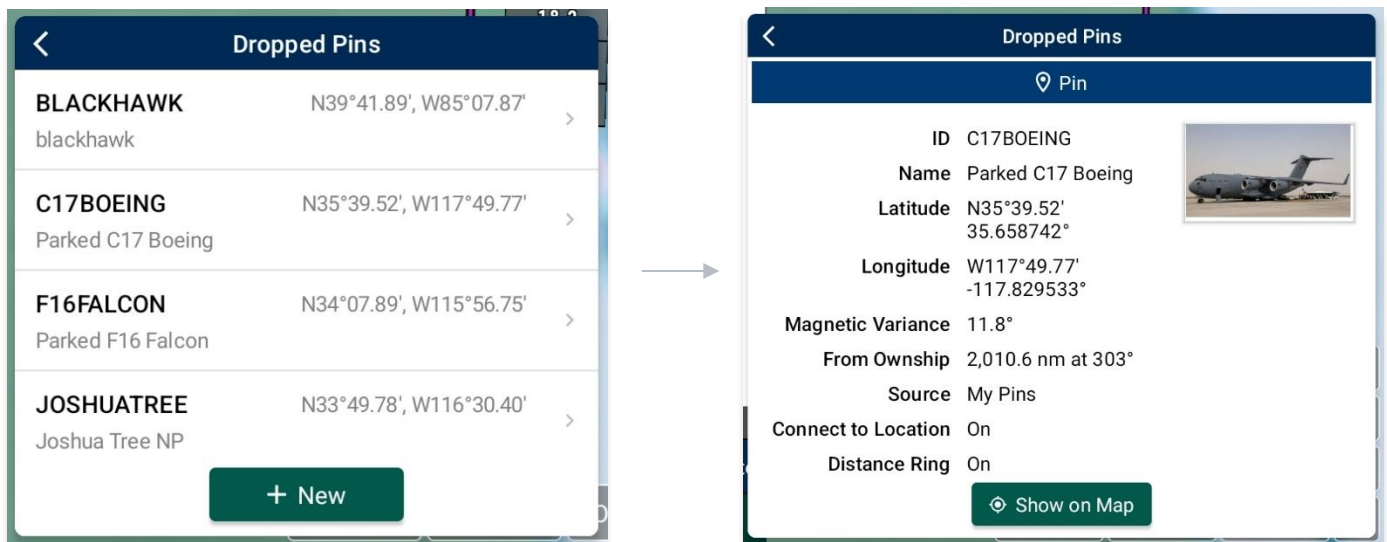 Dropped Pins
BLACKHAWK N39°41.89', W85°07.87'
blackhawk
C17BOEING N35°39.52', W117°49.77'
Parked C17 Boeing
F16FALCON N34°07.89', W115°56.75'
Parked F16 Falcon
JOSHUATREE N33°49.78', W116°30.40'
Joshua Tree NP
+ New
Dropped Pins
Pin
ID C17BOEING
Name Parked C17 Boeing
Latitude N35°39.52'
35.658742°
Longitude W117°49.77'
-117.829533°
Magnetic Variance 11.8°
From Ownship 2,010.6 nm at 303°
Source My Pins
Connect to Location On
Distance Ring On
Show on Map